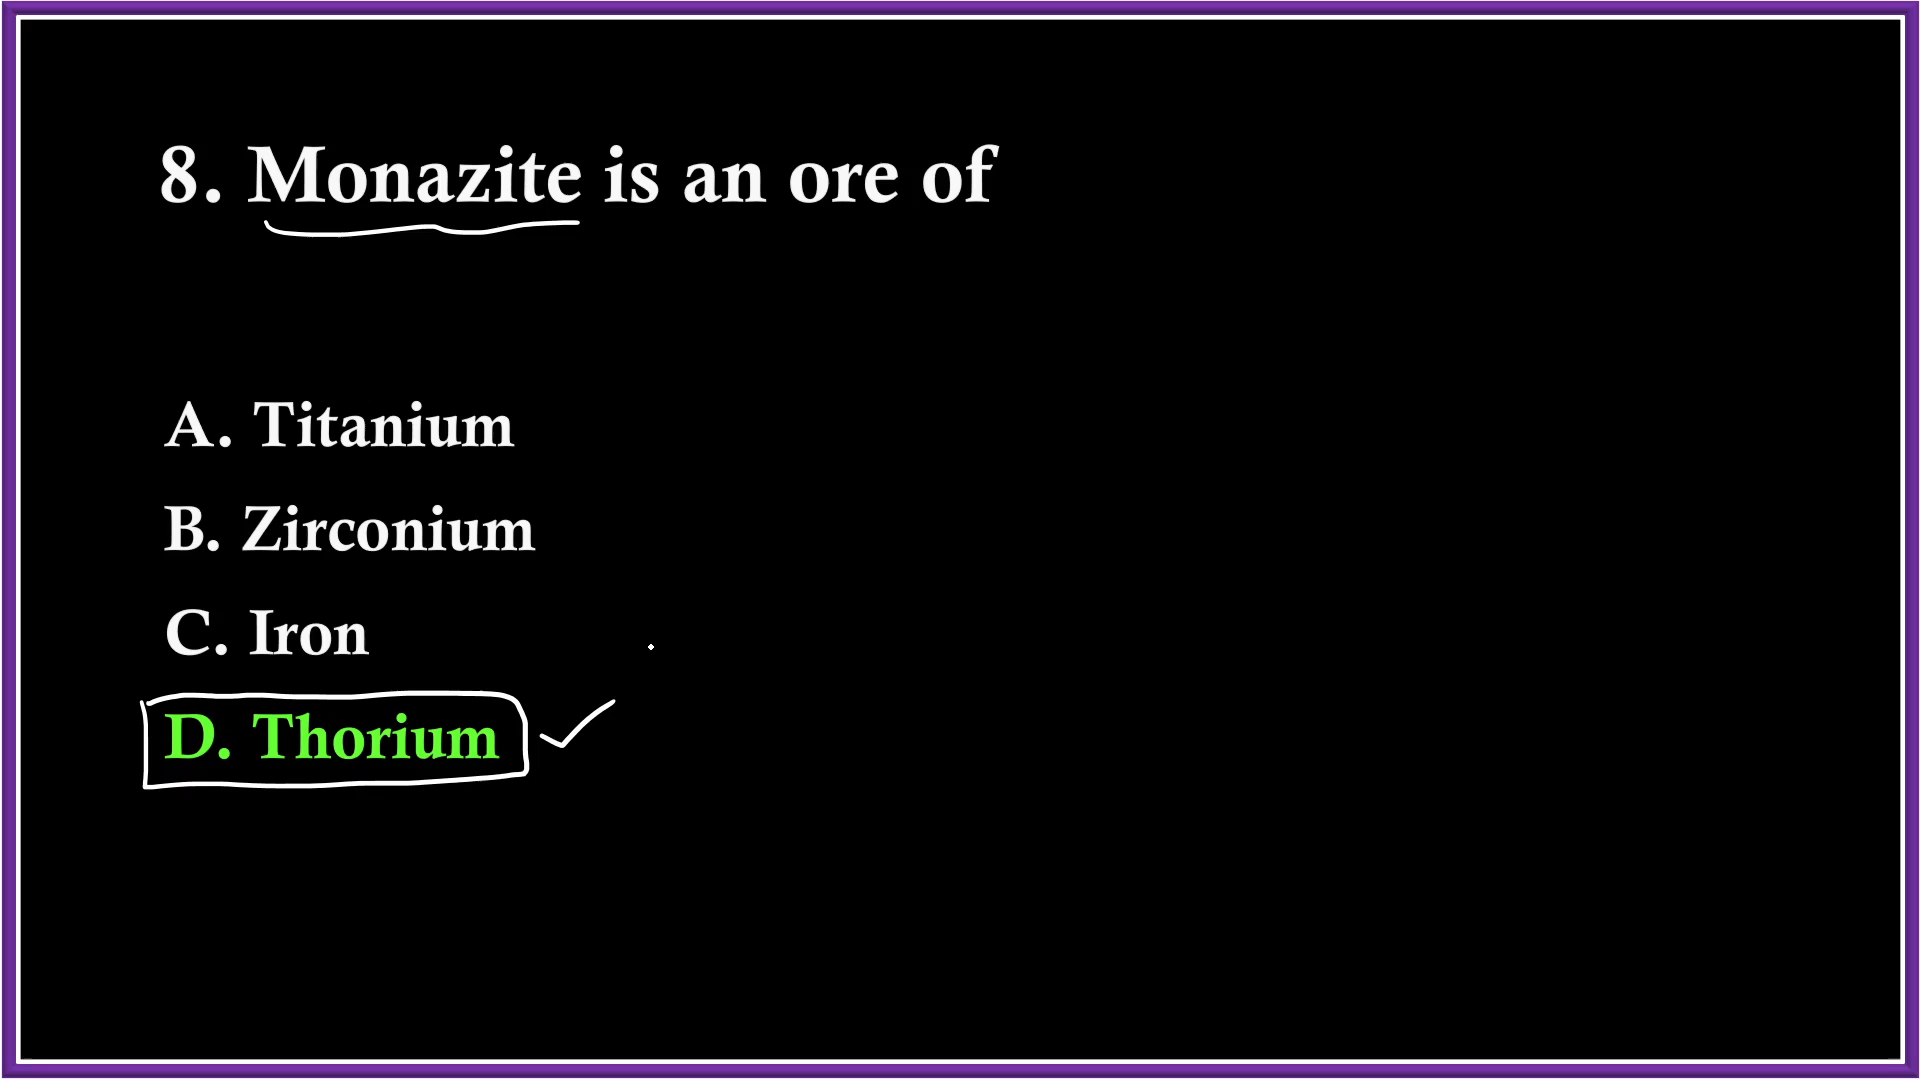 8. Monazite is an ore of
A. Titanium
B. Zirconium
C. Iron
D. Thorium